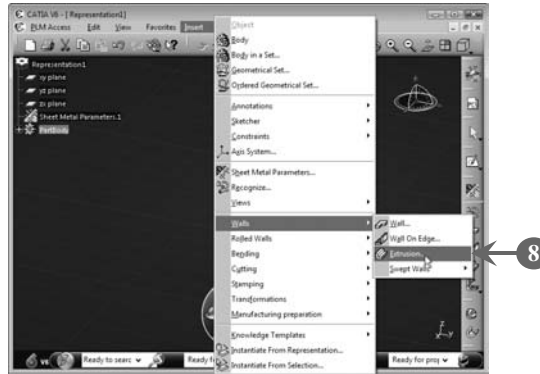 CATIA V6 - [ Representation1]
PLM Access Edit View Favorities Insert
Representation1
xy plane
yz plane
zx plane
Sheet Metal Parameters.1
PartBody
Object
Body
Body in a Set...
Geometrical Set...
Ordered Geometrical Set...
Annotations
Sketcher
Constraints
Axis System...
Sheet Metal Parameters...
Recognize...
Views
Walls
Rolled Walls
Bending
Cutting
Stamping
Transformations
Manufacturing preparation
Knowledge Templates
Instantiate From Representation...
Instantiate From Selection...
Wall...
Wall On Edge...
Extrusion...
Swept Walls
8
V6
Ready to searc
Ready f
Ready for proj